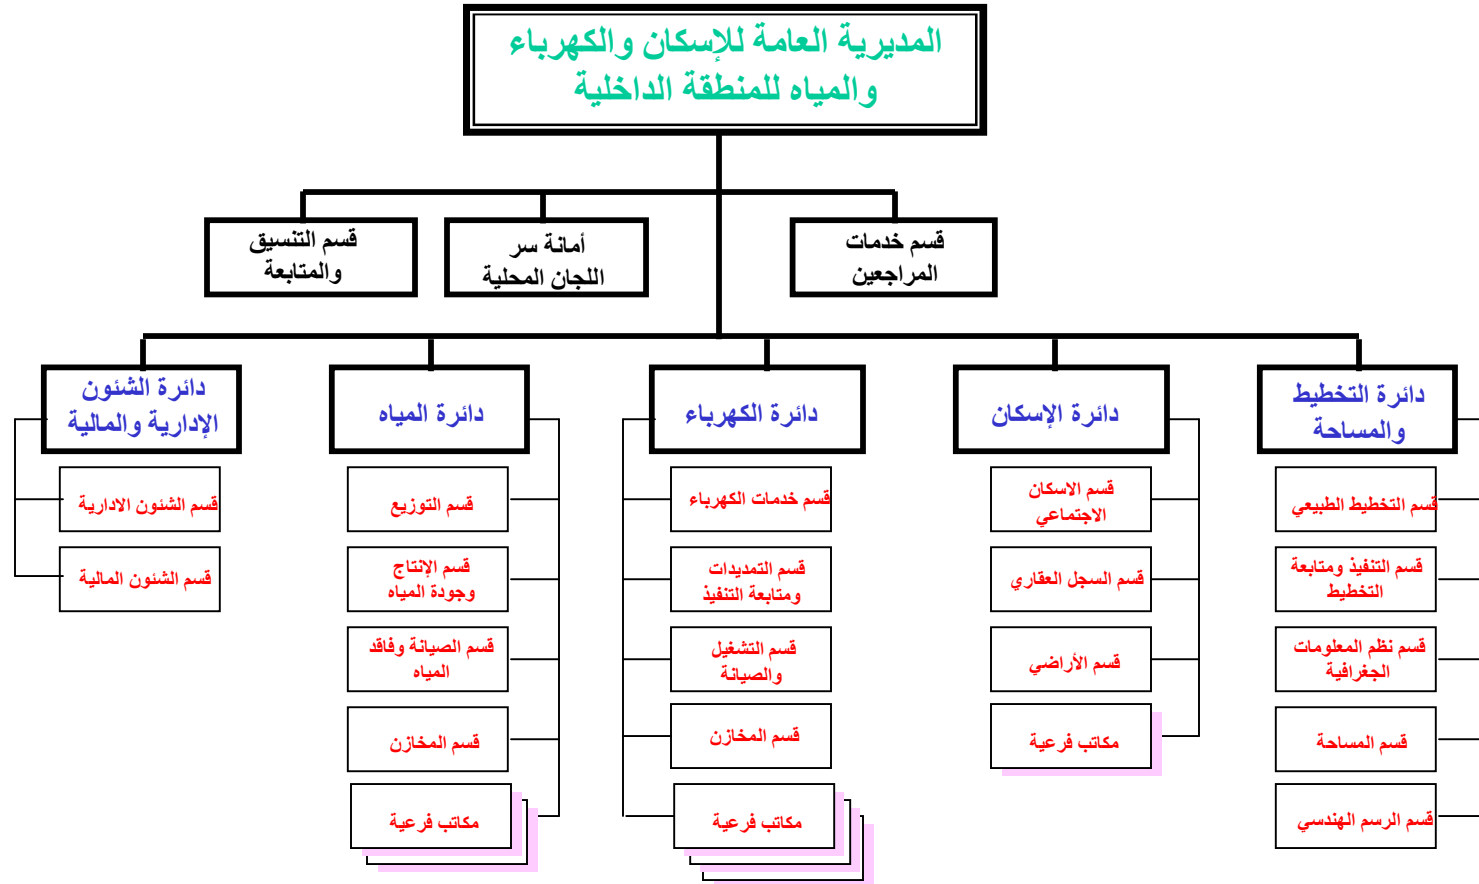 المديرية العامة للإسكان والكهرباء
والمياه للمنطقة الداخلية
قسم خدمات
المراجعين
أمانة سر
اللجان المحلية
قسم التنسيق
والمتابعة
دائرة التخطيط
والمساحة
دائرة الإسكان
دائرة الكهرباء
دائرة المياه
دائرة الشئون
الإدارية والمالية
قسم التخطيط الطبيعي
قسم التنفيذ ومتابعة
التخطيط
قسم نظم المعلومات
الجغرافية
قسم المساحة
قسم الرسم الهندسي
قسم الاسكان
الاجتماعي
قسم السجل العقاري
قسم الأراضي
مكاتب فرعية
قسم خدمات الكهرباء
قسم التمديدات
ومتابعة التنفيذ
قسم التشغيل
والصيانة
قسم المخازن
مكاتب فرعية
قسم التوزيع
قسم الإنتاج
وجودة المياه
قسم الصيانة وفاقد
المياه
قسم المخازن
مكاتب فرعية
قسم الشئون الادارية
قسم الشئون المالية